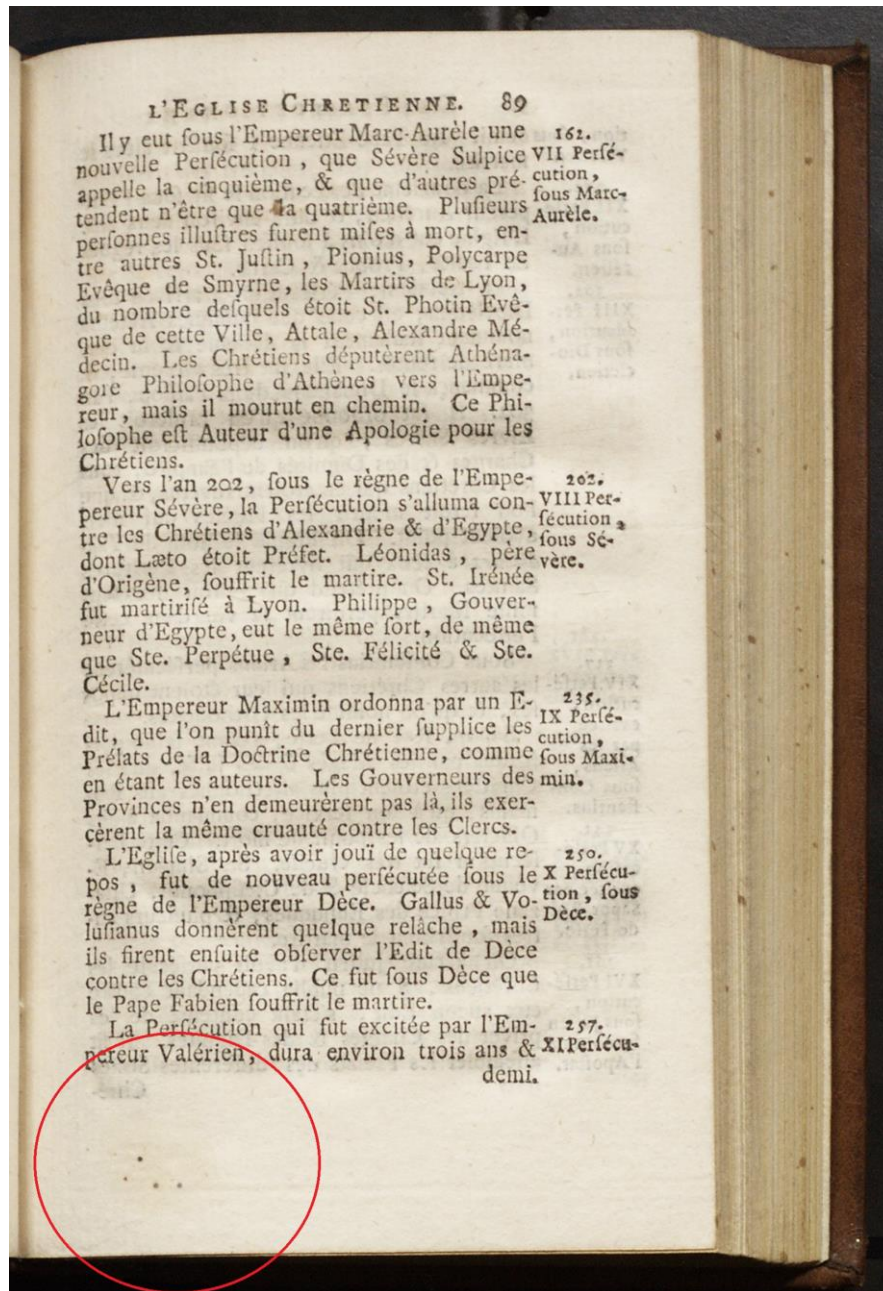 L'EGLISE CHRETIENNE. 89
Il y eut ſous l'Empereur Marc-Aurèle une
nouvelle Perſécution, que Sévère Sulpice
appelle la cinquième, & que d'autres pré-
tendent n'être que la quatrième. Pluſieurs
perſonnes illuſtres furent miſes à mort, en-
tre autres St. Juſtin, Pionius, Polycarpe
Evêque de Smyrne, les Martirs de Lyon,
du nombre deſquels étoit St. Photin Evê-
que de cette Ville, Attale, Alexandre Mé-
decin. Les Chrétiens députèrent Athéna-
gore Philoſophe d'Athènes vers l'Empe-
reur, mais il mourut en chemin. Ce Phi-
loſophe eſt Auteur d'une Apologie pour les
Chrétiens.
162.
VII Perſé-
cution,
ſous Marc-
Aurèle.
Vers l'an 202, ſous le règne de l'Empe-
pereur Sévère, la Perſécution s'alluma con-
tre les Chrétiens d'Alexandrie & d'Egypte,
dont Læto étoit Préfet. Léonidas, père
d'Origène, ſouffrit le martire. St. Irénée
fut martiriſé à Lyon. Philippe, Gouver-
neur d'Egypte, eut le même ſort, de même
que Ste. Perpétue, Ste. Félicité & Ste.
Cécile.
202.
VIII Per-
ſécution,
ſous Sé-
vère.
L'Empereur Maximin ordonna par un E-
dit, que l'on punît du dernier ſupplice les
Prélats de la Doctrine Chrétienne, comme
en étant les auteurs. Les Gouverneurs des
Provinces n'en demeurèrent pas là, ils exer-
cèrent la même cruauté contre les Clercs.
235.
IX Perſé-
cution,
ſous Maxi-
min.
L'Egliſe, après avoir jouï de quelque re-
pos, fut de nouveau perſécutée ſous le
règne de l'Empereur Dèce. Gallus & Vo-
luſianus donnèrent quelque relâche, mais
ils firent enſuite obſerver l'Edit de Dèce
contre les Chrétiens. Ce fut ſous Dèce que
le Pape Fabien ſouffrit le martire.
250.
X Perſécu-
tion, ſous
Dèce.
La Perſécution qui fut excitée par l'Em-
pereur Valérien, dura environ trois ans &
demi.
257.
XI Perſécu-